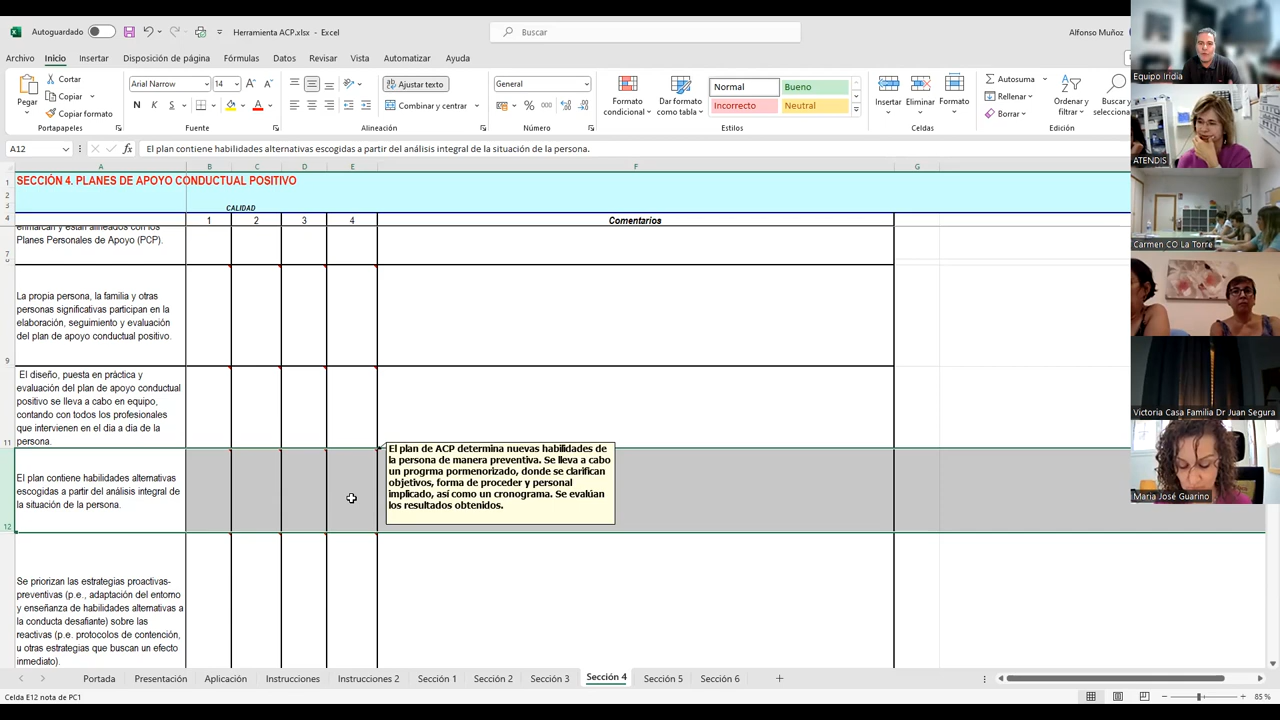 Autoguardado
Herramienta ACP.xlsx - Excel
Buscar
Alfonso Muñoz
Archivo Inicio Insertar Disposición de página Fórmulas Datos Revisar Vista Automatizar Ayuda
Pegar
Cortar
Copiar
Copiar formato
Portapapeles
Arial Narrow 14
N K S
Fuente
Ajustar texto
Combinar y centrar
Alineación
General
Número
Formato condicional
Dar formato como tabla
Normal Bueno
Incorrecto Neutral
Estilos
Insertar Eliminar Formato
Celdas
Autosuma
Rellenar
Borrar
Ordenar y filtrar
Buscar y
selecciona
Edición
A12
El plan contiene habilidades alternativas escogidas a partir del análisis integral de la situación de la persona.
A B C D E F G
1 SECCIÓN 4. PLANES DE APOYO CONDUCTUAL POSITIVO
2
3 CALIDAD
4 1 2 3 4 Comentarios
enmarcan y están alineados con los
Planes Personales de Apoyo (PCP).
7
La propia persona, la familia y otras
personas significativas participan en la
elaboración, seguimiento y evaluación
del plan de apoyo conductual positivo.
9
El diseño, puesta en práctica y
evaluación del plan de apoyo conductual
positivo se lleva a cabo en equipo,
contando con todos los profesionales
que intervienen en el dia a dia de la
persona.
11
El plan contiene habilidades alternativas
escogidas a partir del análisis integral de
la situación de la persona.
12
El plan de ACP determina nuevas habilidades de
la persona de manera preventiva. Se lleva a cabo
un progrma pormenorizado, donde se clarifican
objetivos, forma de proceder y personal
implicado, así como un cronograma. Se evalúan
los resultados obtenidos.
Se priorizan las estrategias proactivas-
preventivas (p.e., adaptación del entorno
y enseñanza de habilidades alternativas a
la conducta desafiante) sobre las
reactivas (p.e. protocolos de contención,
u otras estrategias que buscan un efecto
inmediato).
Portada Presentación Aplicación Instrucciones Instrucciones 2 Sección 1 Sección 2 Sección 3 Sección 4 Sección 5 Sección 6
Celda E12 nota de PC1
85 %
Equipo Iridia
ATENDIS
Carmen CO La Torre
Victoria Casa Familia Dr Juan Segura
Maria José Guarino